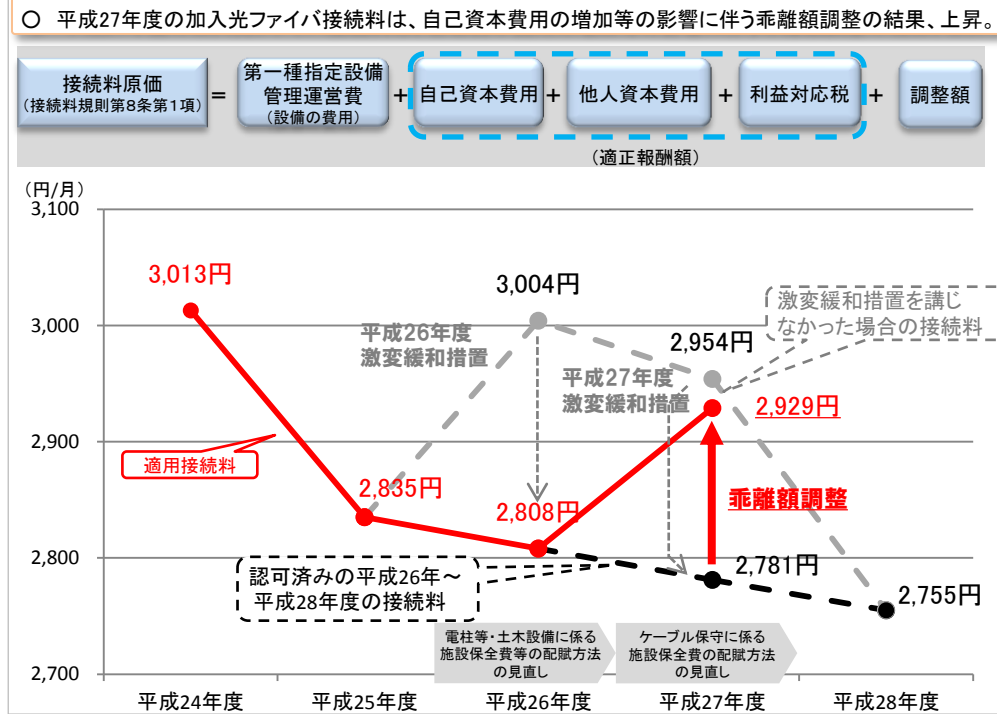 ○ 平成27年度の加入光ファイバ接続料は、自己資本費用の増加等の影響に伴う乖離額調整の結果、上昇。
接続料原価
(接続料規則第8条第1項)
=
第一種指定設備
管理運営費
(設備の費用)
+
自己資本費用
+
他人資本費用
+
利益対応税
+
調整額
(適正報酬額)
(円/月)
3,100
3,000
2,900
2,800
2,700
3,013円
3,004円
激変緩和措置を講じ
なかった場合の接続料
平成26年度
激変緩和措置
2,954円
平成27年度
激変緩和措置
2,929円
適用接続料
2,835円
2,808円
乖離額調整
認可済みの平成26年～
平成28年度の接続料
2,781円
2,755円
電柱等・土木設備に係る
施設保全費等の配賦方法
の見直し
ケーブル保守に係る
施設保全費の配賦方法
の見直し
平成24年度
平成25年度
平成26年度
平成27年度
平成28年度